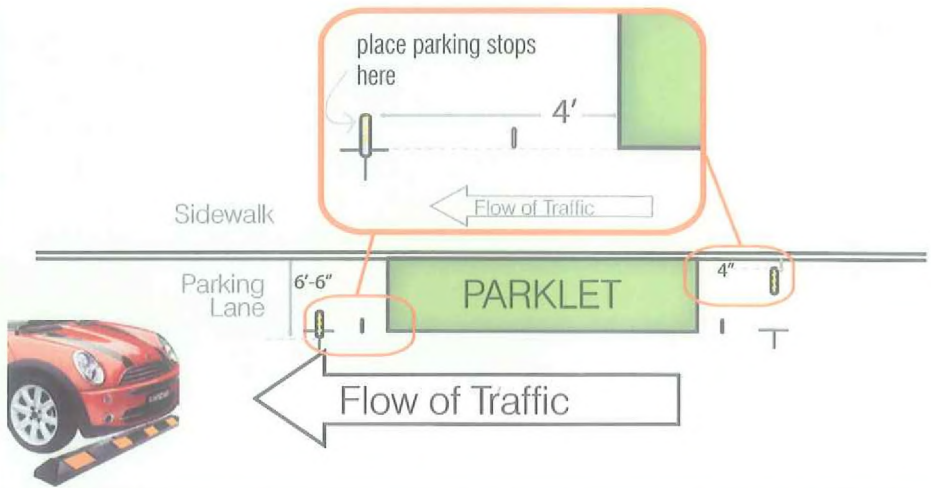 place parking stops
here
4'
Flow of Traffic
Sidewalk
Parking
Lane
6'-6"
PARKLET
4"
Flow of Traffic